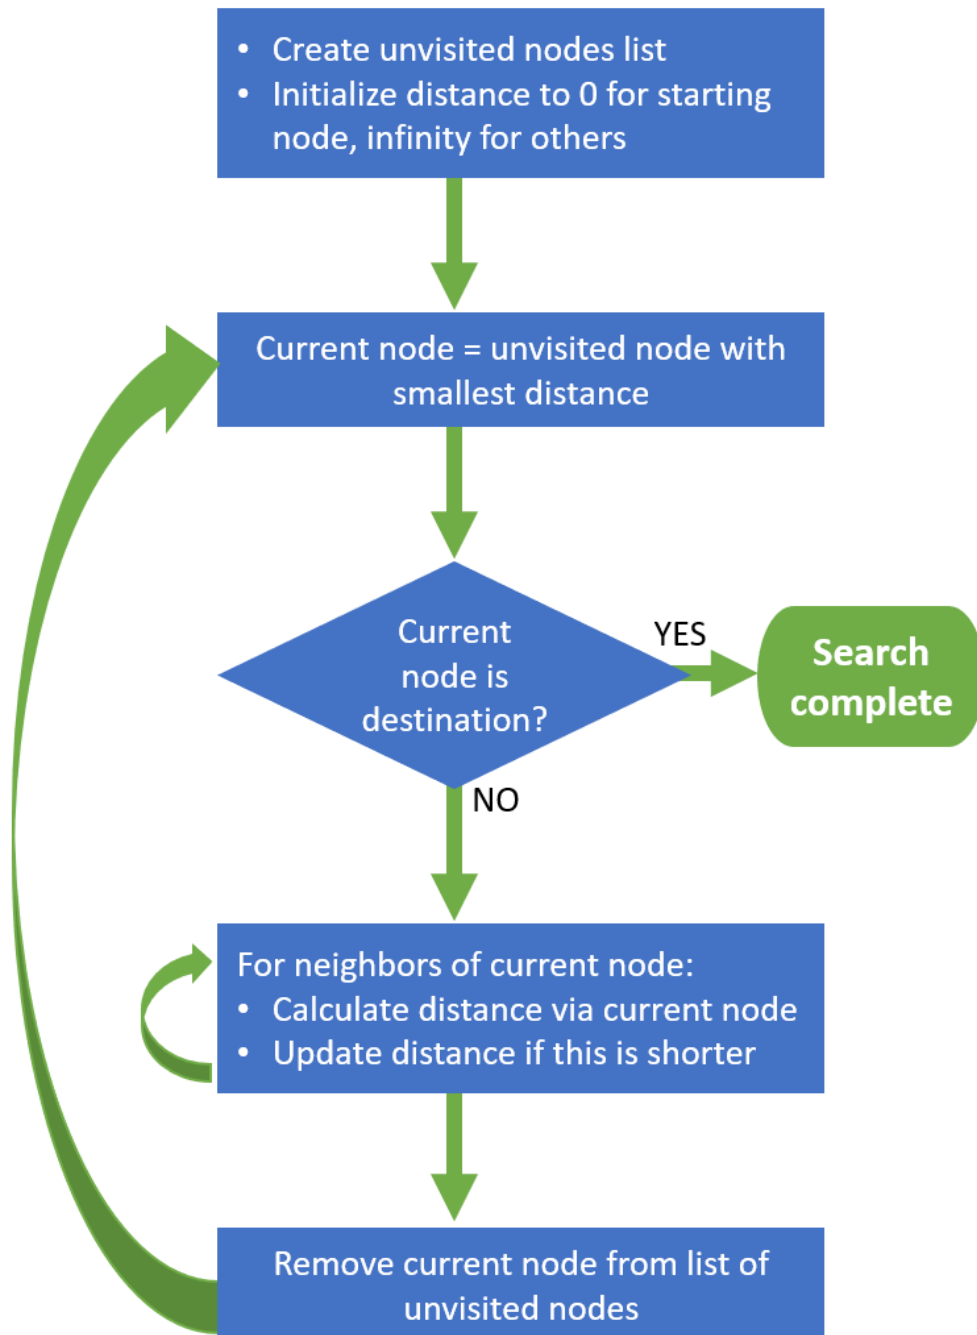 • Create unvisited nodes list
• Initialize distance to 0 for starting
node, infinity for others
Current node = unvisited node with
smallest distance
Current
node is
destination?
YES
Search
complete
NO
For neighbors of current node:
• Calculate distance via current node
• Update distance if this is shorter
Remove current node from list of
unvisited nodes